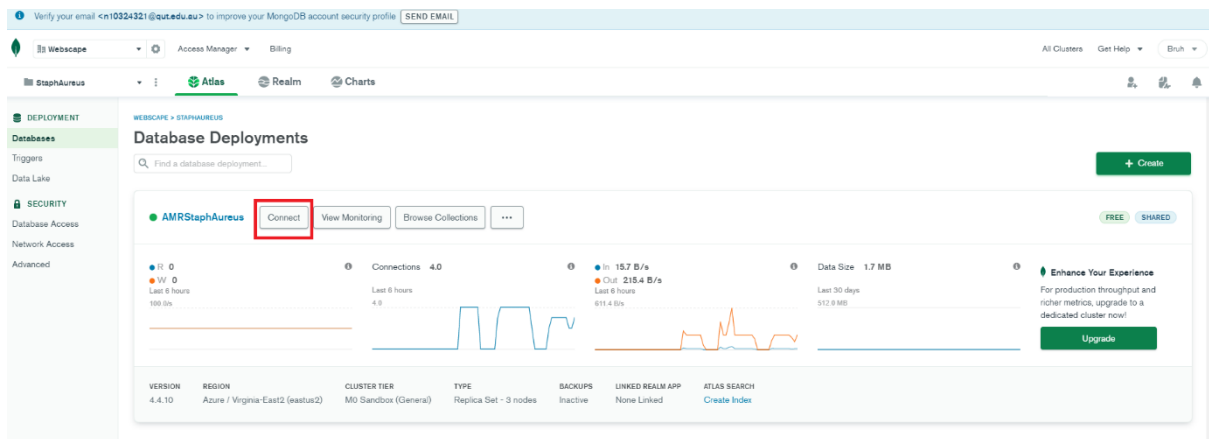 Verify your email <n10324321@qut.edu.au> to improve your MongoDB account security profile SEND EMAIL
Webscape Access Manager Billing All Clusters Get Help Bruh
StaphAureus Atlas Realm Charts
DEPLOYMENT
Databases
Triggers
Data Lake
SECURITY
Database Access
Network Access
Advanced
WEBSCAPE > STAPHAUREUS
Database Deployments
Find a database deployment...
+ Create
AMRStaphAureus Connect View Monitoring Browse Collections ... FREE SHARED
R 0
W 0
Last 6 hours
100.0/s
Connections 4.0
Last 6 hours
4.0
In 15.7 B/s
Out 215.4 B/s
Last 6 hours
611.4 B/s
Data Size 1.7 MB
Last 30 days
512.0 MB
Enhance Your Experience
For production throughput and
richer metrics, upgrade to a
dedicated cluster now!
Upgrade
VERSION REGION CLUSTER TIER TYPE BACKUPS LINKED REALM APP ATLAS SEARCH
4.4.10 Azure / Virginia-East2 (eastus2) M0 Sandbox (General) Replica Set - 3 nodes Inactive None Linked Create Index